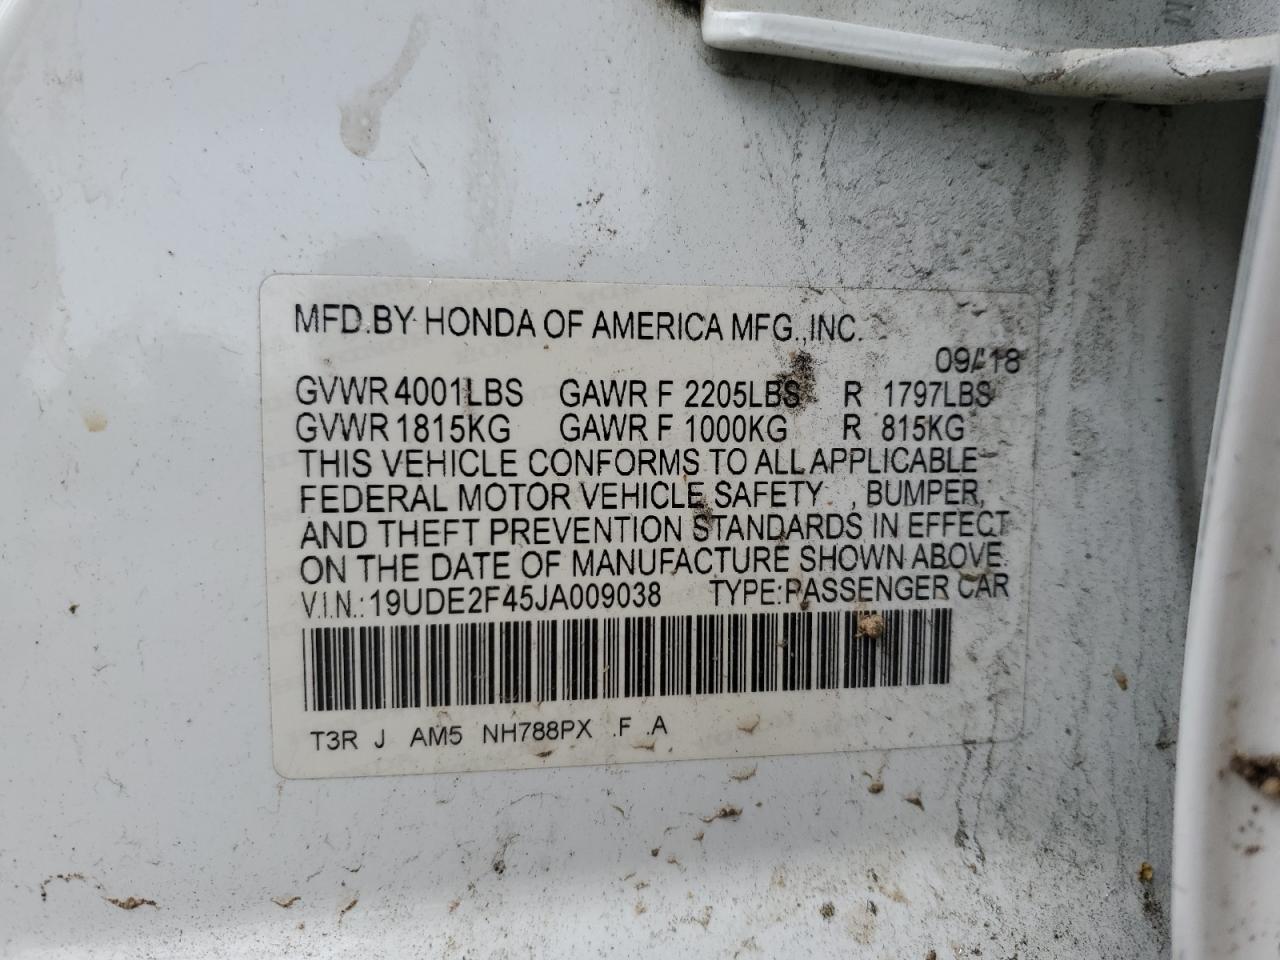 MFD.BY HONDA OF AMERICA MFG.,INC.
09/18
GVWR 4001LBS GAWR F 2205LBS R 1797LBS
GVWR 1815KG GAWR F 1000KG R 815KG
THIS VEHICLE CONFORMS TO ALL APPLICABLE
FEDERAL MOTOR VEHICLE SAFETY , BUMPER,
AND THEFT PREVENTION STANDARDS IN EFFECT
ON THE DATE OF MANUFACTURE SHOWN ABOVE.
V.I.N.:19UDE2F45JA009038 TYPE:PASSENGER CAR
T3R J AM5 NH788PX .F .A